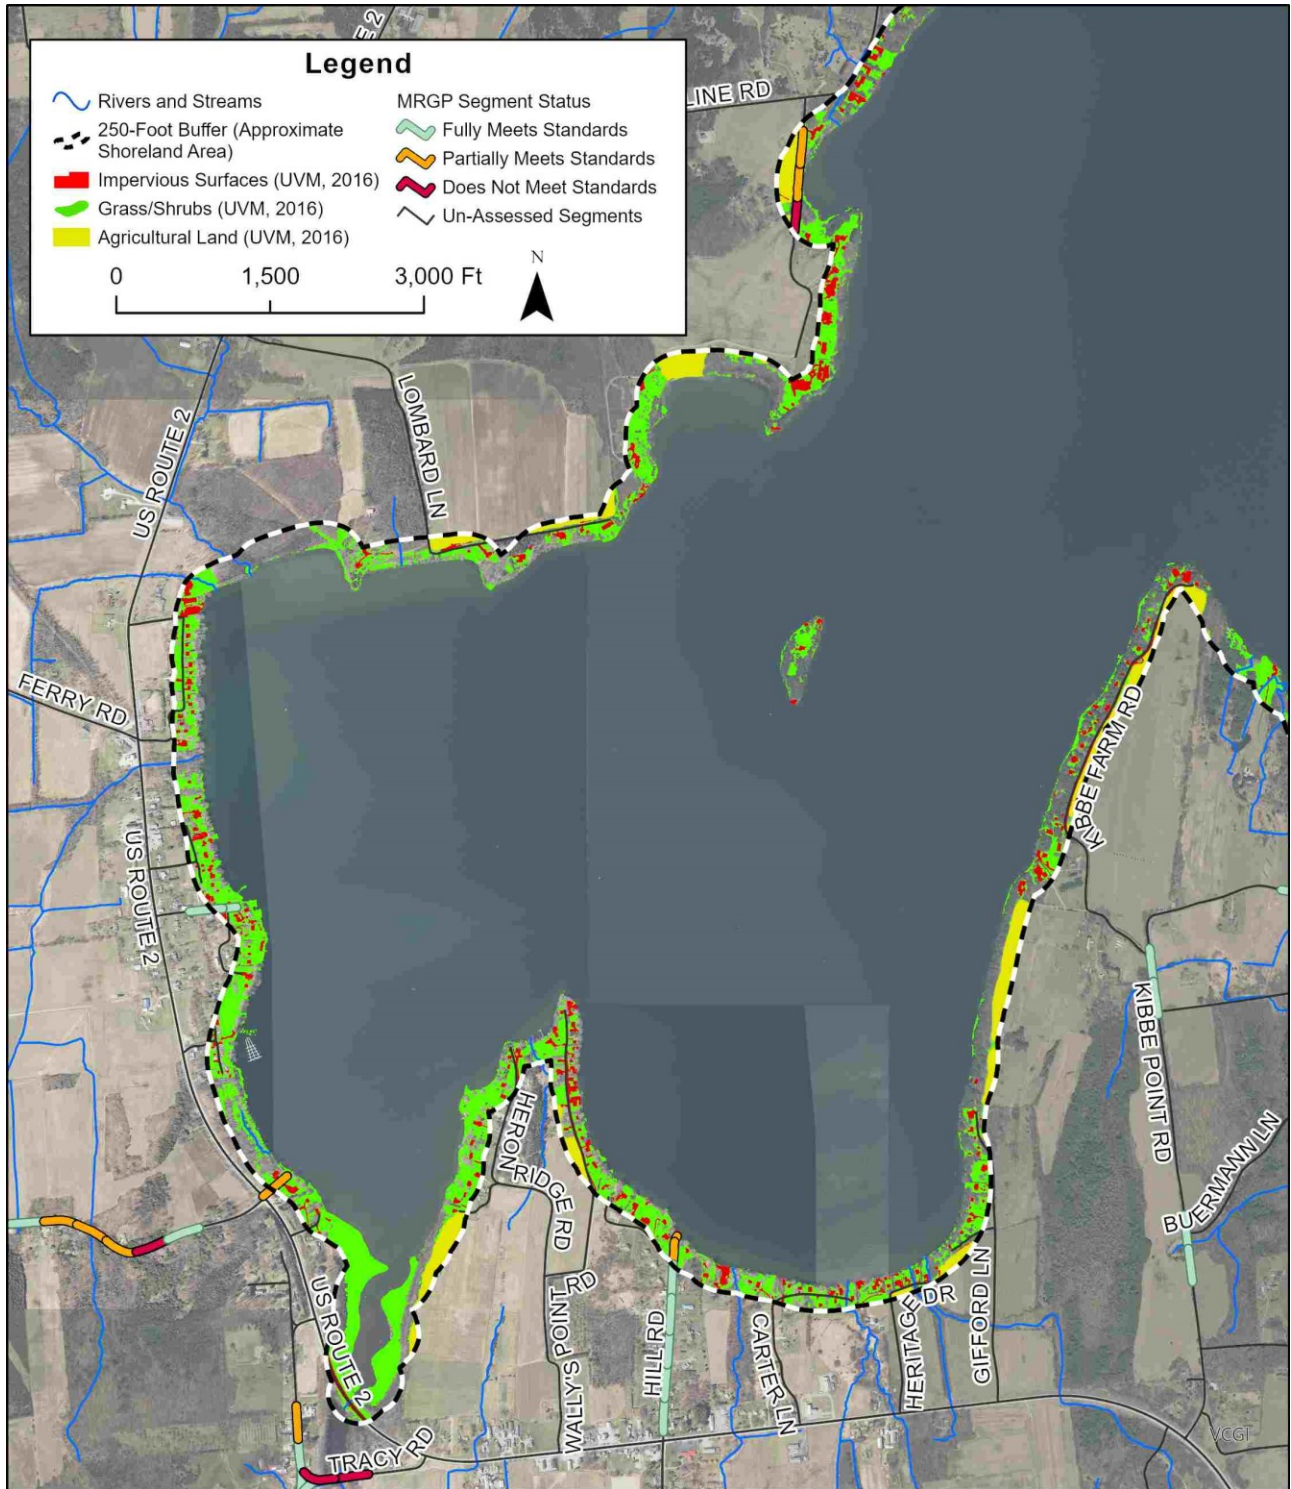 E 2
Legend
Rivers and Streams
250-Foot Buffer (Approximate
Shoreland Area)
Impervious Surfaces (UVM, 2016)
Grass/Shrubs (UVM, 2016)
Agricultural Land (UVM, 2016)
MRGP Segment Status
Fully Meets Standards
Partially Meets Standards
Does Not Meet Standards
Un-Assessed Segments
0 1,500 3,000 Ft
N
LINE RD
LOMBARD LN
US ROUTE 2
FERRY RD
US ROUTE 2
KIBBE FARM RD
KIBBE POINT RD
BUERMANN LN
HERON
RIDGE RD
WALLY'S POINT
RD
HILL RD
CARTER LN
HERITAGE
DR
GIFFORD LN
US ROUTE 2
TRACY RD
VCGI